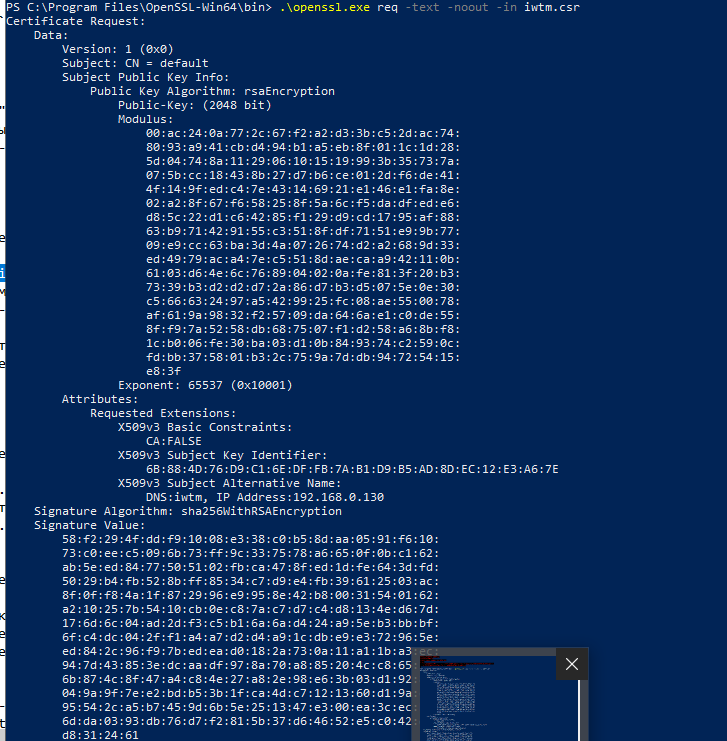 PS C:\Program Files\OpenSSL-Win64\bin> .\openssl.exe req -text -noout -in iwtm.csr
Certificate Request:
Data:
Version: 1 (0x0)
Subject: CN = default
Subject Public Key Info:
Public Key Algorithm: rsaEncryption
Public-Key: (2048 bit)
Modulus:
00:ac:24:0a:77:2c:67:f2:a2:d3:3b:c5:2d:ac:74:
80:93:a9:41:cb:d4:94:b1:a5:eb:8f:01:1c:1d:28:
5d:04:74:8a:11:29:06:10:15:19:99:3b:35:73:7a:
07:5b:cc:18:43:8b:27:d7:b6:ce:01:2d:f6:de:41:
4f:14:9f:ed:c4:7e:43:14:69:21:e1:46:e1:fa:8e:
02:a2:8f:67:f6:58:25:8f:5a:6c:f5:da:df:ed:e6:
d8:5c:22:d1:c6:42:85:f1:29:d9:cd:17:95:af:88:
63:b9:71:42:91:55:c3:51:8f:df:71:51:e9:9b:77:
09:e9:cc:63:ba:3d:4a:07:26:74:d2:a2:68:9d:33:
ed:49:79:ac:a4:7e:c5:51:8d:ae:ca:a9:42:11:0b:
61:03:d6:4e:6c:76:89:04:02:0a:fe:81:3f:20:b3:
73:39:b3:d2:d2:d7:2a:86:d7:b3:d5:07:5e:0e:30:
c5:66:63:24:97:a5:42:99:25:fc:08:ae:55:00:78:
af:61:9a:98:32:f2:57:09:da:64:6a:e1:c0:de:55:
8f:f9:7a:52:58:db:68:75:07:f1:d2:58:a6:8b:f8:
1c:b0:06:fe:30:ba:03:d1:0b:84:93:74:c2:59:0c:
fd:bb:37:58:01:b3:2c:75:9a:7d:db:94:72:54:15:
e8:3f
Exponent: 65537 (0x10001)
Attributes:
Requested Extensions:
X509v3 Basic Constraints:
CA:FALSE
X509v3 Subject Key Identifier:
6B:88:4D:76:D9:C1:6E:DF:FB:7A:B1:D9:B5:AD:8D:EC:12:E3:A6:7E
X509v3 Subject Alternative Name:
DNS:iwtm, IP Address:192.168.0.130
Signature Algorithm: sha256WithRSAEncryption
Signature Value:
58:f2:29:4f:dd:f9:10:08:e3:38:c0:b5:8d:aa:05:91:f6:10:
73:c0:ee:c5:09:6b:73:ff:9c:33:75:78:a6:65:0f:0b:c1:62:
ab:5e:ed:84:77:50:51:02:fb:ca:47:8f:ed:1d:fe:64:3d:fd:
50:29:b4:fb:52:8b:ff:85:34:c7:d9:e4:fb:39:61:25:03:ac:
8f:0f:f8:4a:1f:87:29:96:e9:95:8e:42:b8:00:31:54:01:62:
a2:10:25:7b:54:10:cb:0e:c8:7a:c7:d7:c4:d8:13:4e:d6:7d:
17:6d:6c:04:ad:2d:f3:c5:b1:6a:6a:d4:24:a9:5e:b3:bb:bf:
6f:c4:dc:04:2f:f1:a4:a7:d2:d4:a9:1c:db:e9:e3:72:96:5e:
ed:84:2c:96:f9:7b:ed:ea:d0:18:2a:73:0a:11:a1:1b:a3:ec:
94:7d:43:85:3e:dc:aa:df:97:8a:70:a8:85:20:4c:c8:65
6b:87:4c:8f:47:a4:c8:4e:27:a8:2e:98:e6:3b:03:d1:92
04:9a:9f:7e:e2:bd:b5:3b:1f:ca:4d:c7:12:13:60:d1:9a
95:54:2c:a5:b7:45:9d:6b:5e:25:13:47:e3:00:ea:3c:ec
6d:da:03:93:db:76:d7:f2:81:5b:37:d6:46:52:e5:c0:42
d8:31:24:61